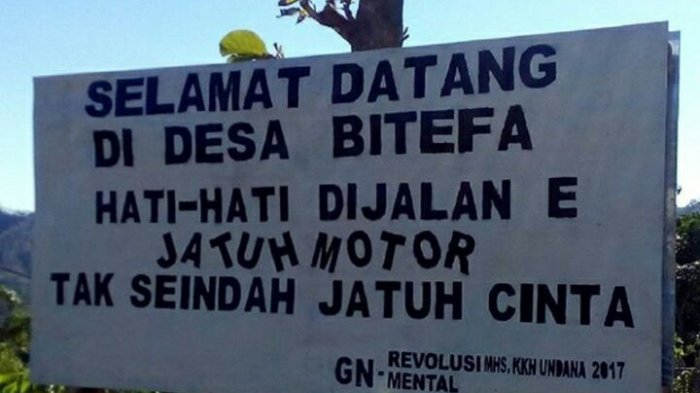 SELAMAT DATANG
DI DESA BITEFA
HATI-HATI DIJALAN E
JATUH MOTOR
TAK SEINDAH JATUH CINTA
GN- REVOLUSI MHS. KKN UNDANA 2017
MENTAL